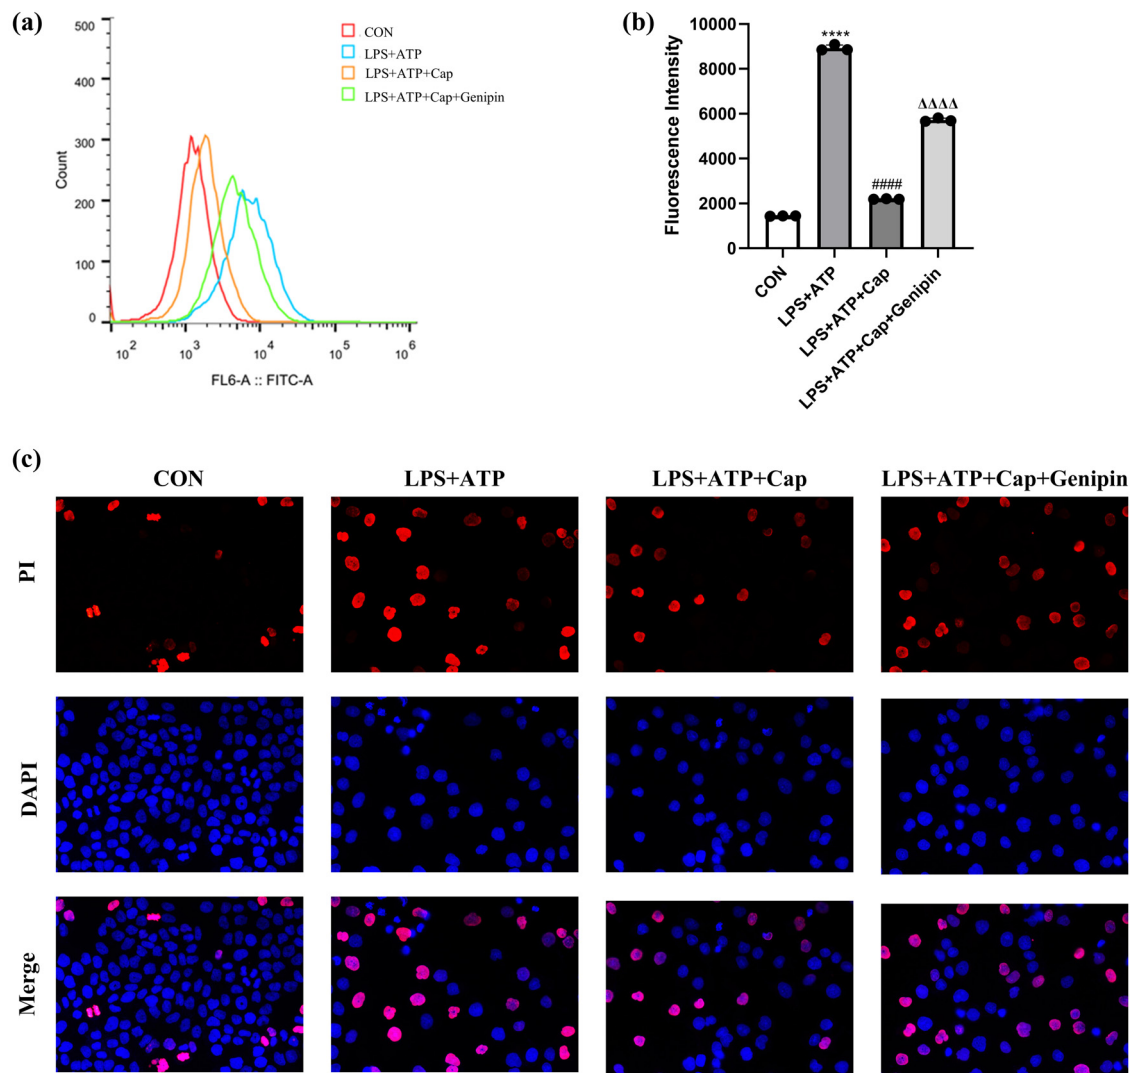 (a)
500
400
300
200
100
0
Count
10^2 10^3 10^4 10^5 10^6
FL6-A :: FITC-A
CON
LPS+ATP
LPS+ATP+Cap
LPS+ATP+Cap+Genipin
(b)
10000
8000
6000
4000
2000
0
Fluorescence Intensity
****
####
ΔΔΔΔ
CON
LPS+ATP
LPS+ATP+Cap
LPS+ATP+Cap+Genipin
(c)
CON LPS+ATP LPS+ATP+Cap LPS+ATP+Cap+Genipin
PI
DAPI
Merge